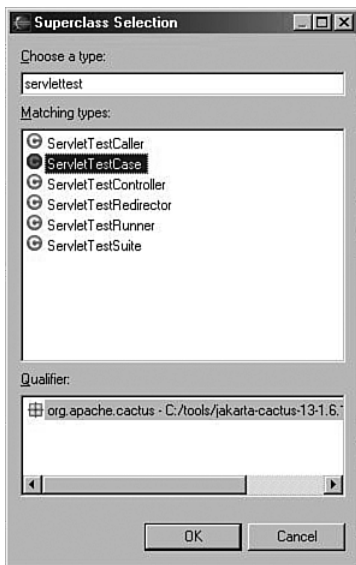 Superclass Selection
Choose a type:
servlettest
Matching types:
ServletTestCaller
ServletTestCase
ServletTestController
ServletTestRedirector
ServletTestRunner
ServletTestSuite
Qualifier:
org.apache.cactus - C:/tools/jakarta-cactus-13-1.6.
OK
Cancel